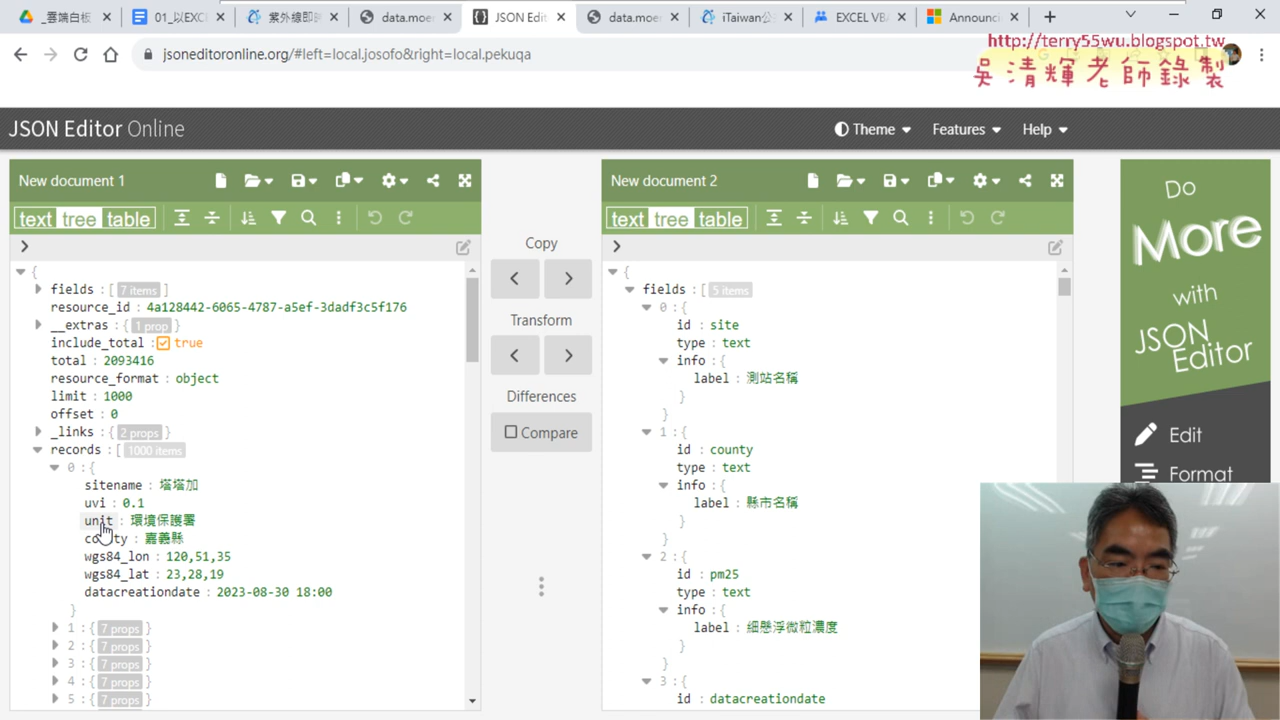 _雲端白板
01_以EXC
紫外線即時
data.moe
JSON Edit
data.moe
iTaiwan公
EXCEL VBA
Announci
jsoneditoronline.org/#left=local.josofo&right=local.pekuqa
http://terry55wu.blogspot.tw
吳清輝老師錄製
JSON Editor Online
Theme
Features
Help
New document 1
text tree table
{
fields : [ 7 items ]
resource_id : 4a128442-6065-4787-a5ef-3dadf3c5f176
__extras : { 1 prop }
include_total : true
total : 2093416
resource_format : object
limit : 1000
offset : 0
_links : { 2 props }
records : [ 1000 items
0 : {
sitename : 塔塔加
uvi : 0.1
unit : 環境保護署
county : 嘉義縣
wgs84_lon : 120,51,35
wgs84_lat : 23,28,19
datacreationdate : 2023-08-30 18:00
}
1 : { 7 props }
2 : { 7 props }
3 : { 7 props }
4 : { 7 props }
5 : { 7 props }
Copy
Transform
Differences
Compare
New document 2
text tree table
{
fields : [ 5 items
0 : {
id : site
type : text
info : {
label : 測站名稱
}
}
1 : {
id : county
type : text
info : {
label : 縣市名稱
}
}
2 : {
id : pm25
type : text
info : {
label : 細懸浮微粒濃度
}
}
3 : {
id : datacreationdate
Do
More
with
JSON
Editor
Edit
Format